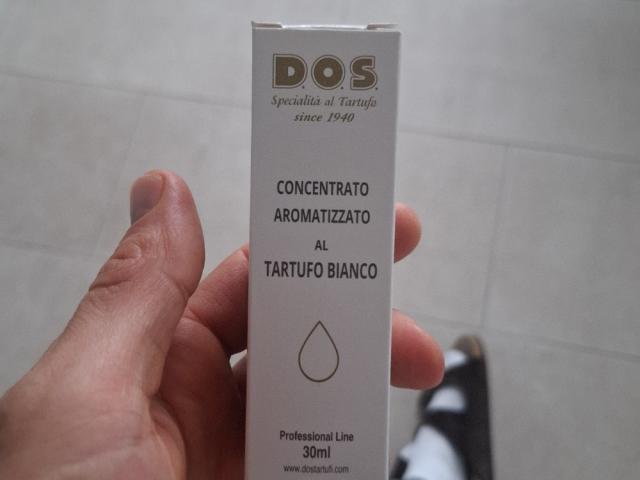 D.O.S.
Specialità al Tartufo
since 1940
CONCENTRATO
AROMATIZZATO
AL
TARTUFO BIANCO
Professional Line
30ml
www.dostartufi.com